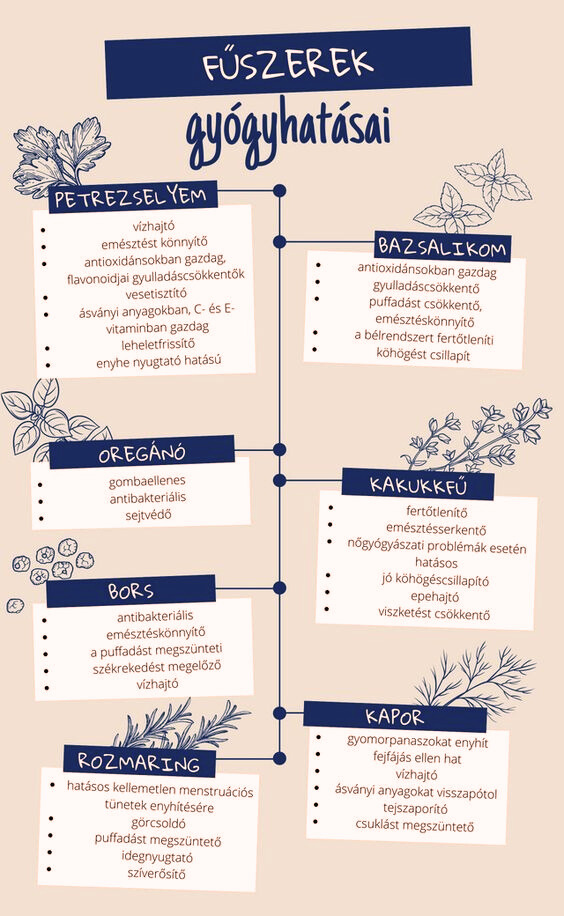 FŰSZEREK
gyógyhatásai
PETREZSELYEM
vízhajtó
emésztést könnyítő
antioxidánsokban gazdag,
flavonoidjai gyulladáscsökkentők
vesetisztító
ásványi anyagokban, C- és E-
vitaminban gazdag
leheletfrissítő
enyhe nyugtató hatású
BAZSALIKOM
antioxidánsokban gazdag
gyulladáscsökkentő
puffadást csökkentő,
emésztéskönnyítő
a bélrendszert fertőtleníti
köhögést csillapít
OREGÁNÓ
gombaellenes
antibakteriális
sejtvédő
KAKUKKFŰ
fertőtlenítő
emésztésserkentő
nőgyógyászati problémák esetén
hatásos
jó köhögéscsillapító
epehajtó
viszketést csökkentő
BORS
antibakteriális
emésztéskönnyítő
a puffadást megszünteti
székrekedést megelőző
vízhajtó
KAPOR
gyomorpanaszokat enyhít
fejfájás ellen hat
vízhajtó
ásványi anyagokat visszapótol
tejszaporító
csuklást megszüntető
ROZMARING
hatásos kellemetlen menstruációs
tünetek enyhítésére
görcsoldó
puffadást megszüntető
idegnyugtató
szíverősítő